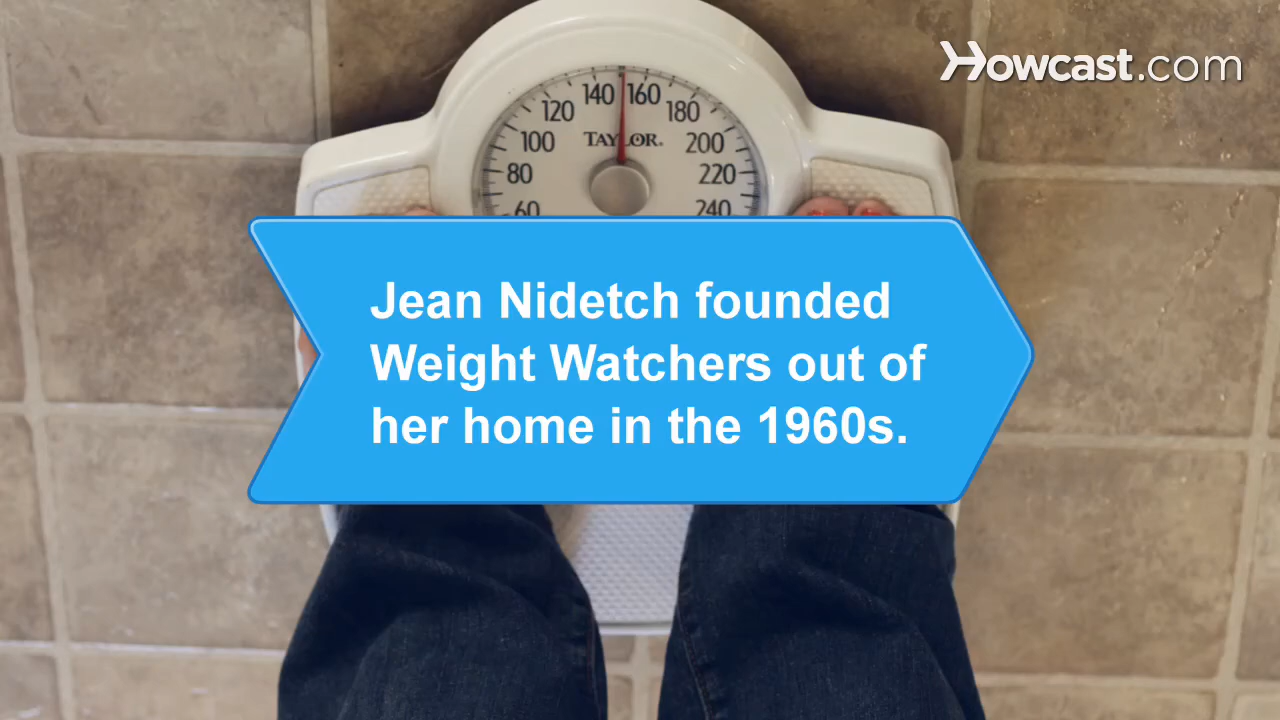 Howcast.com
120 140 160 180
100 TAYLOR. 200
80 220
60 240
Jean Nidetch founded
Weight Watchers out of
her home in the 1960s.